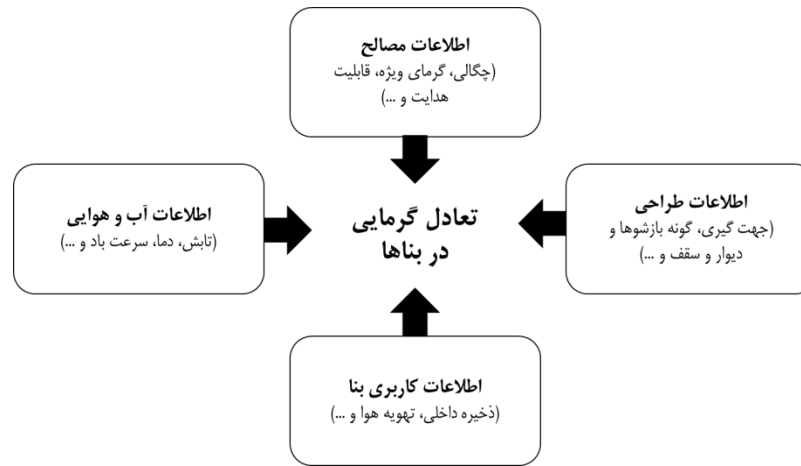 اطلاعات مصالح
(چگالی، گرمای ویژه، قابلیت
هدایت و ...)
اطلاعات طراحی
(جهت گیری، گونه بازشوها و
دیوار و سقف و ...)
تعادل گرمایی
در بناها
اطلاعات آب و هوایی
(تابش، دما، سرعت باد و ...)
اطلاعات کاربری بنا
(ذخیره داخلی، تهویه هوا و ...)